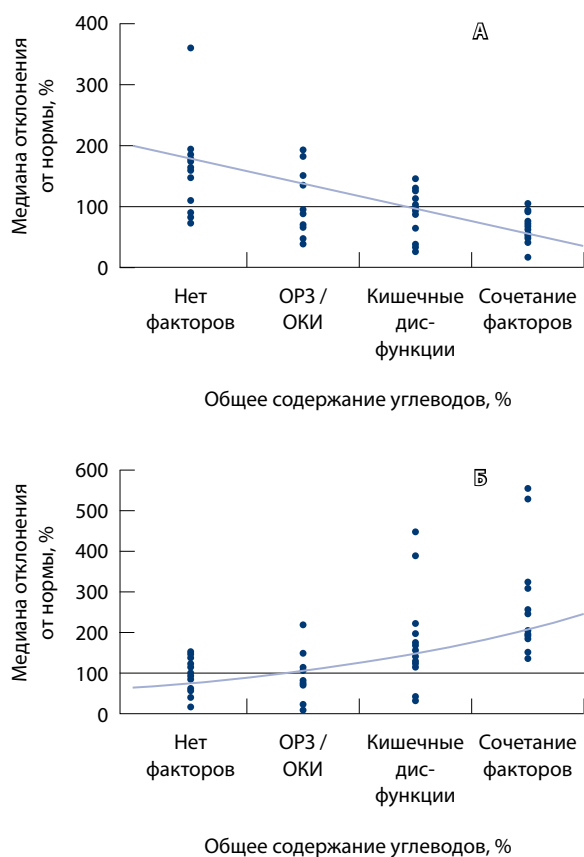 А
Медиана отклонения
от нормы, %
400
300
200
100
0
Нет
факторов
ОРЗ /
ОКИ
Кишечные
дис-
функции
Сочетание
факторов
Общее содержание углеводов, %
Б
Медиана отклонения
от нормы, %
600
500
400
300
200
100
0
Нет
факторов
ОРЗ /
ОКИ
Кишечные
дис-
функции
Сочетание
факторов
Общее содержание углеводов, %